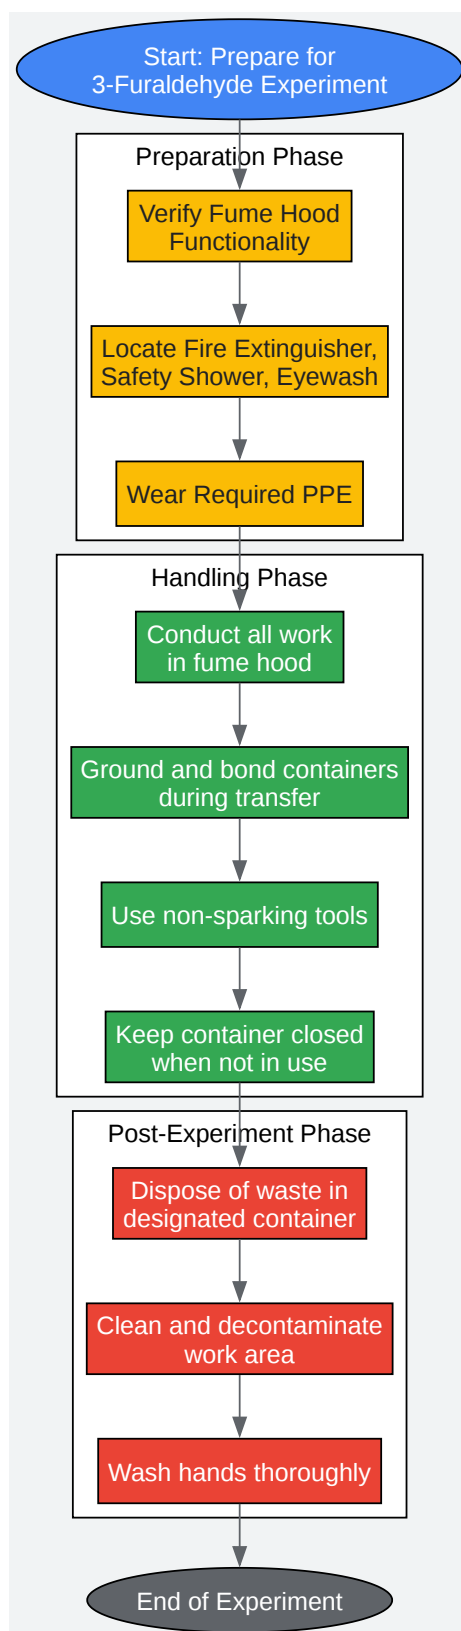 Start: Prepare for
3-Furaldehyde Experiment
Preparation Phase
Verify Fume Hood
Functionality
Locate Fire Extinguisher,
Safety Shower, Eyewash
Wear Required PPE
Handling Phase
Conduct all work
in fume hood
Ground and bond containers
during transfer
Use non-sparking tools
Keep container closed
when not in use
Post-Experiment Phase
Dispose of waste in
designated container
Clean and decontaminate
work area
Wash hands thoroughly
End of Experiment